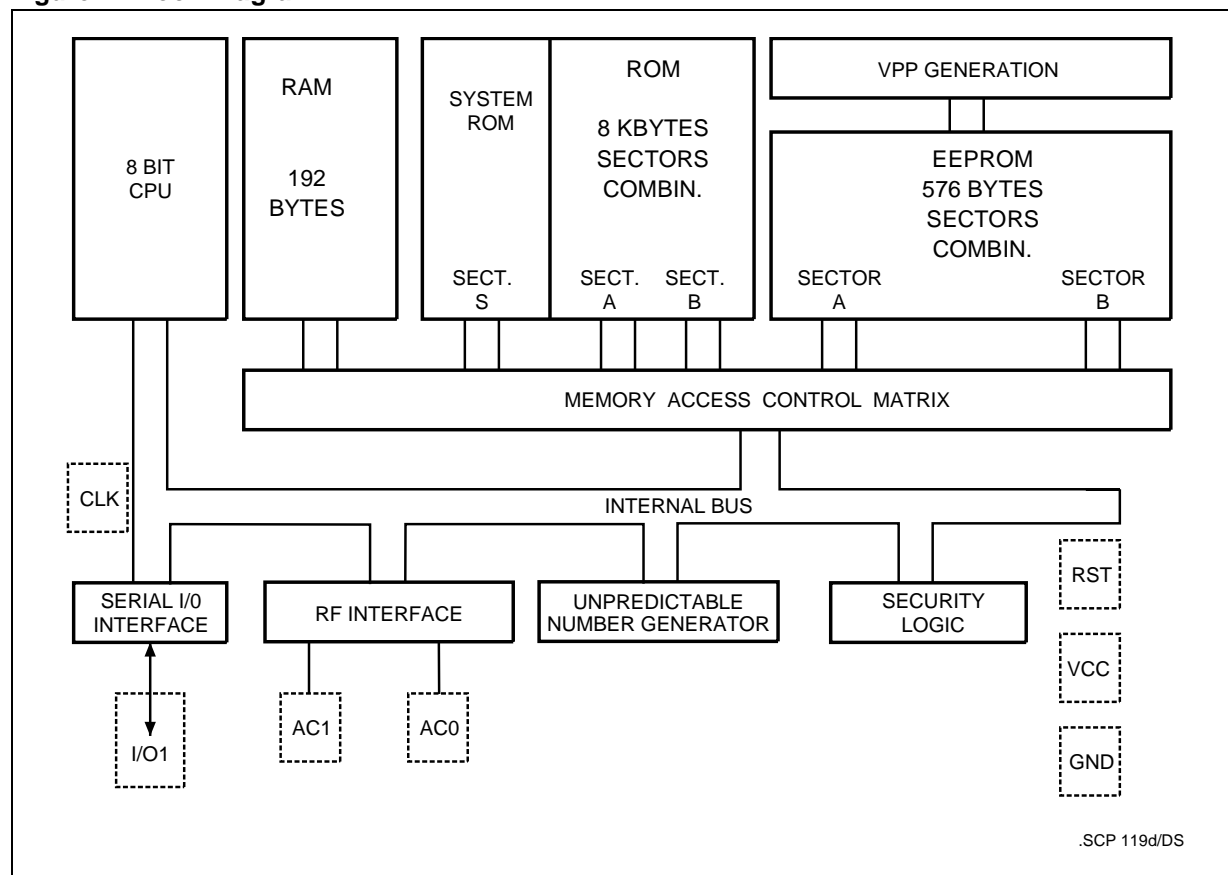 8 BIT
CPU
RAM
192
BYTES
SYSTEM
ROM
SECT.
S
ROM
8 KBYTES
SECTORS
COMBIN.
SECT.
A
SECT.
B
VPP GENERATION
EEPROM
576 BYTES
SECTORS
COMBIN.
SECTOR
A
SECTOR
B
MEMORY ACCESS CONTROL MATRIX
CLK
INTERNAL BUS
SERIAL I/0
INTERFACE
RF INTERFACE
UNPREDICTABLE
NUMBER GENERATOR
SECURITY
LOGIC
RST
VCC
GND
I/O1
AC1
AC0
.SCP 119d/DS